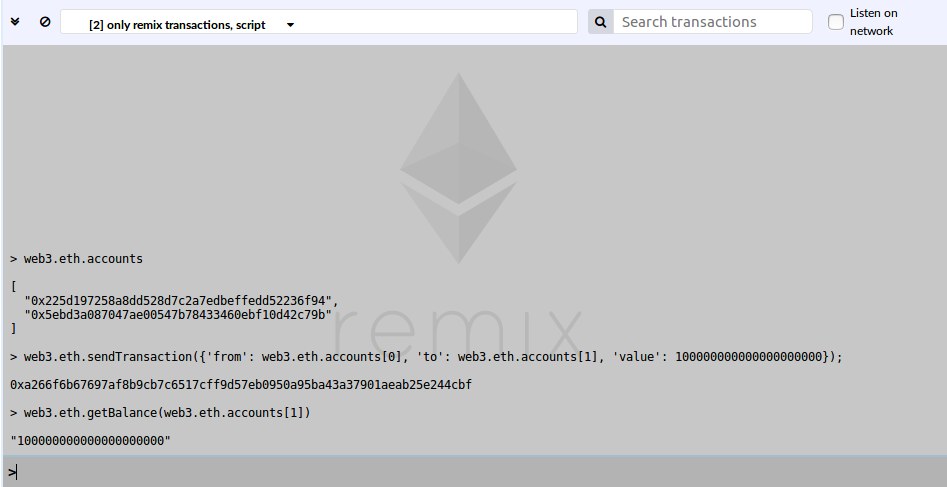 [2] only remix transactions, script
Search transactions
Listen on
network
> web3.eth.accounts
[
"0x225d197258a8dd528d7c2a7edbeffedd52236f94",
"0x5ebd3a087047ae00547b78433460ebf10d42c79b"
]
remix
> web3.eth.sendTransaction({'from': web3.eth.accounts[0], 'to': web3.eth.accounts[1], 'value': 100000000000000000000});
0xa266f6b67697af8b9cb7c6517cff9d57eb0950a95ba43a37901aeab25e244cbf
> web3.eth.getBalance(web3.eth.accounts[1])
"100000000000000000000"
>